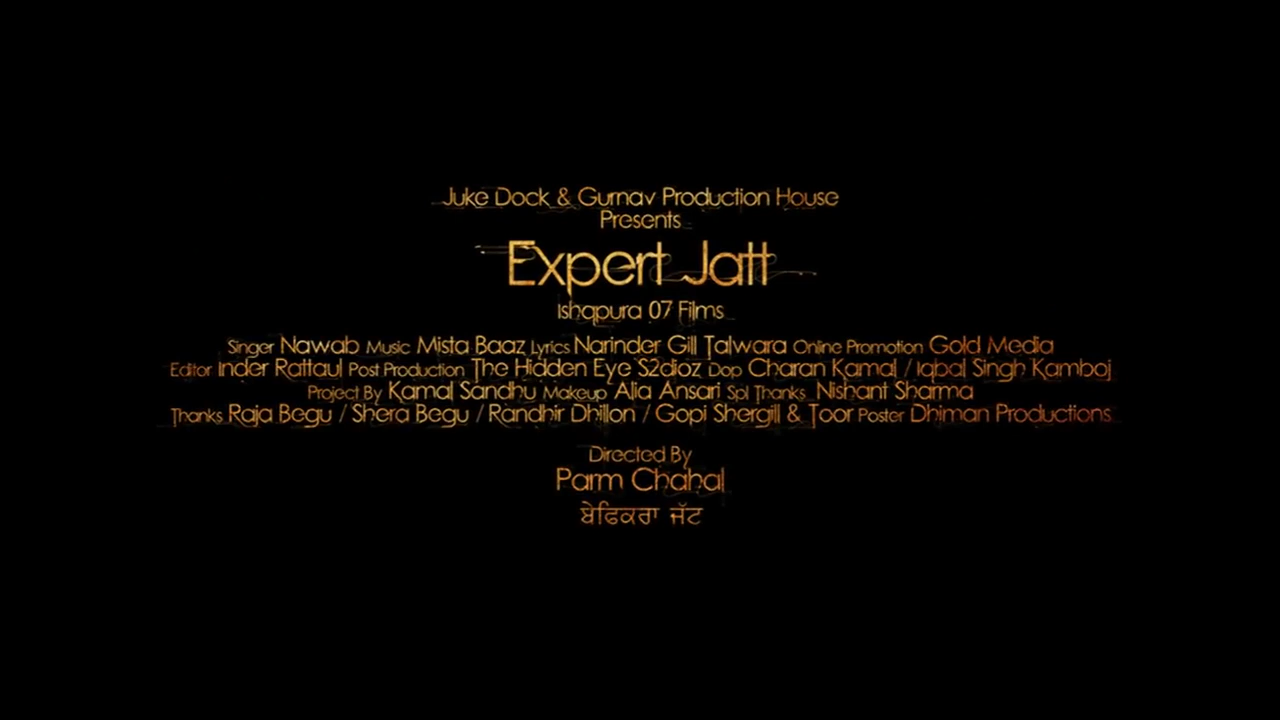 Juke Dock & Gurnav Production House
Presents
Expert Jatt
Ishqpura 07 Films
Singer Nawab Music Mista Baaz Lyrics Narinder Gill Talwara Online Promotion Gold Media
Editor Inder Rattaul Post Production The Hidden Eye S2dioz Dop Charan Kamal / Iqbal Singh Kamboj
Project By Kamal Sandhu Makeup Alia Ansari Spl Thanks Nishant Sharma
Thanks Raja Begu / Shera Begu / Randhir Dhillon / Gopi Shergill & Toor Poster Dhiman Productions
Directed By
Parm Chahal
ਬੇਫਿਕਰਾ ਜੱਟ